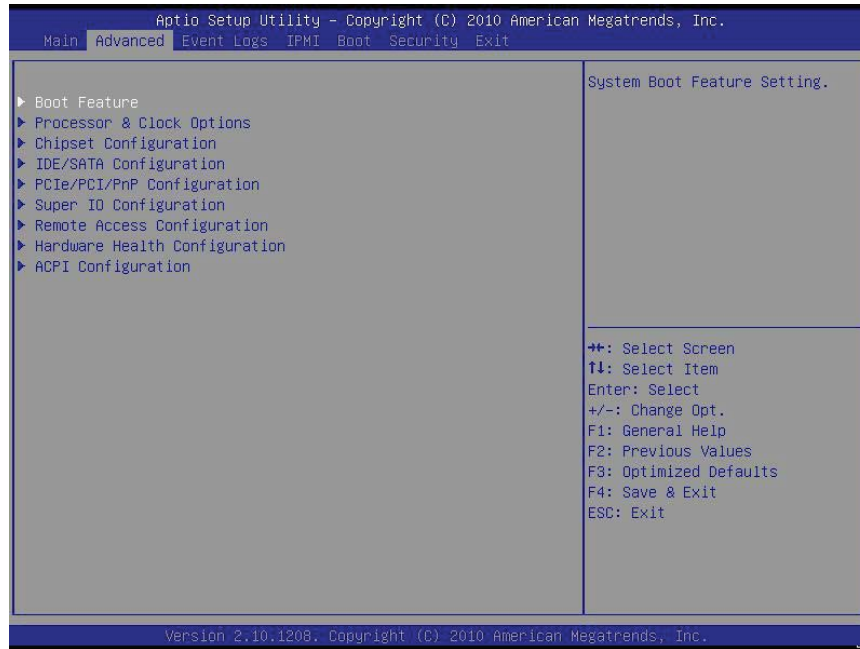 Aptio Setup Utility – Copyright (C) 2010 American Megatrends, Inc.
Main Advanced Event Logs IPMI Boot Security Exit
▶ Boot Feature
▶ Processor & Clock Options
▶ Chipset Configuration
▶ IDE/SATA Configuration
▶ PCIe/PCI/PnP Configuration
▶ Super IO Configuration
▶ Remote Access Configuration
▶ Hardware Health Configuration
▶ ACPI Configuration
System Boot Feature Setting.
→←: Select Screen
↑↓: Select Item
Enter: Select
+/-: Change Opt.
F1: General Help
F2: Previous Values
F3: Optimized Defaults
F4: Save & Exit
ESC: Exit
Version 2.10.1208. Copyright (C) 2010 American Megatrends, Inc.